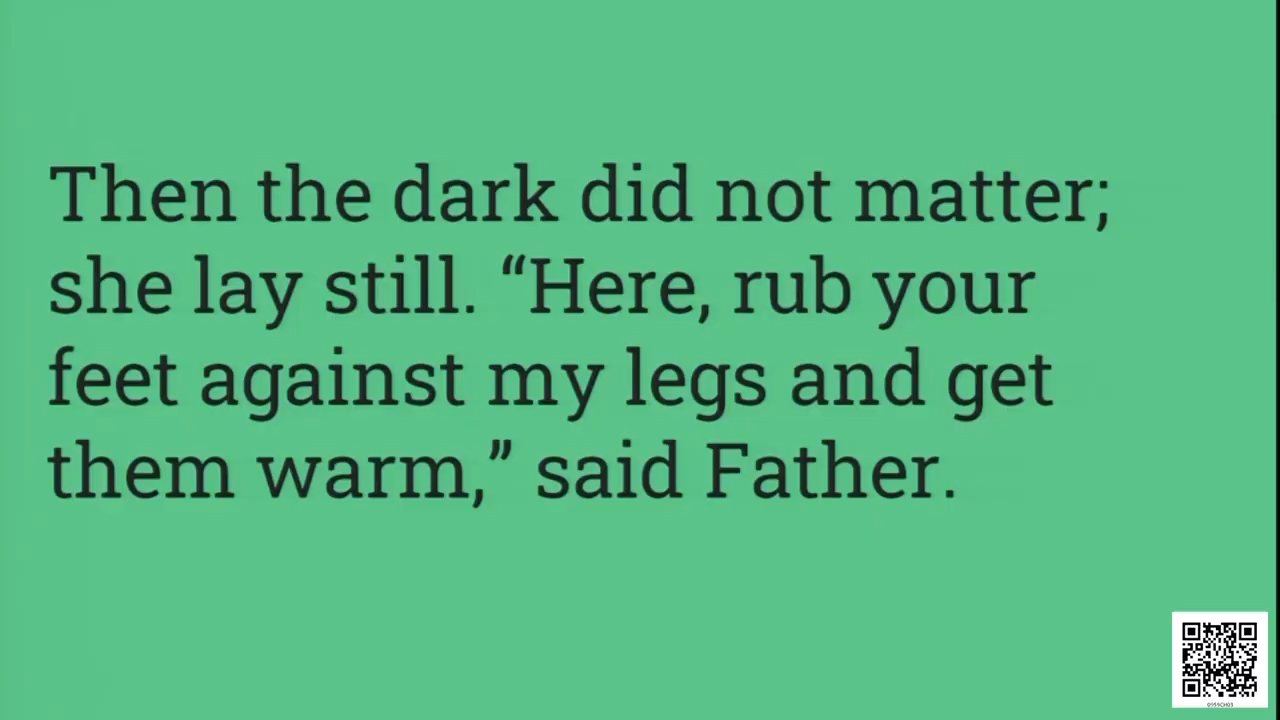 Then the dark did not matter;
she lay still. “Here, rub your
feet against my legs and get
them warm,” said Father.